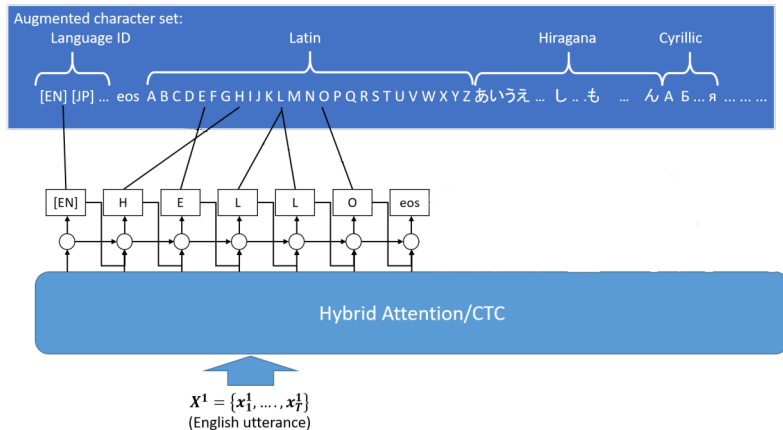 Augmented character set:
Language ID Latin Hiragana Cyrillic
[EN] [JP] ... eos A B C D E F G H I J K L M N O P Q R S T U V W X Y Z あいうえ ... し .. .も ... ん А Б ... я ... ... ...
[EN] H E L L O eos
Hybrid Attention/CTC
X¹ = {x₁¹, . . . . , x_T¹}
(English utterance)